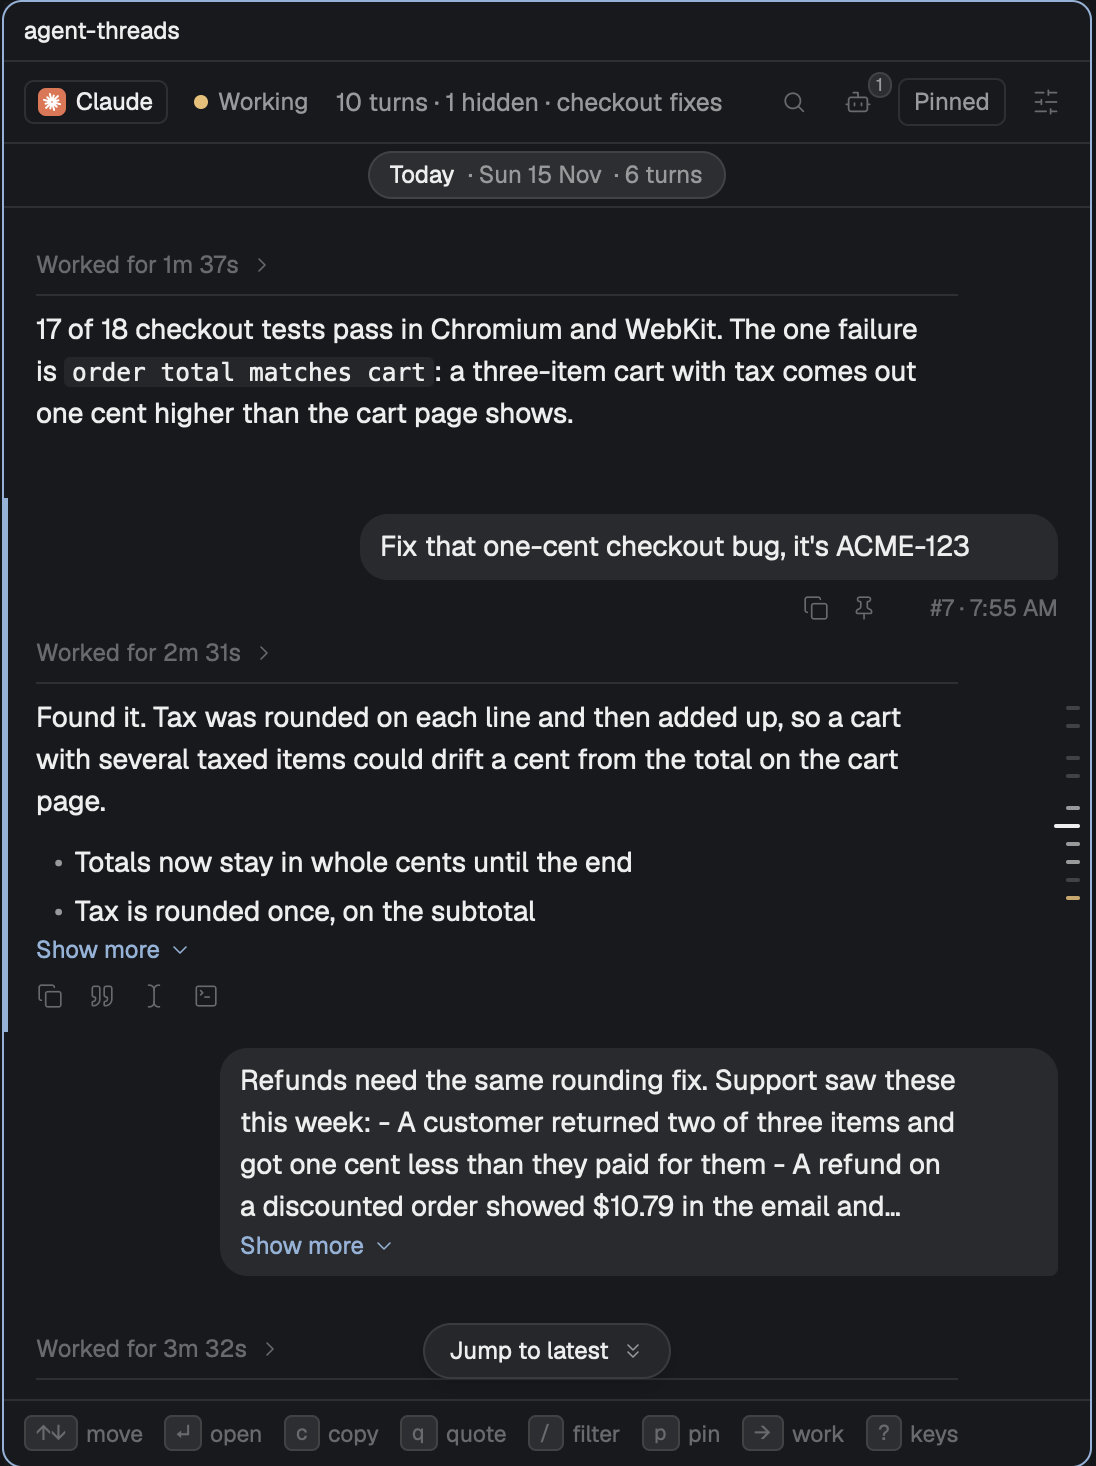 agent-threads
Claude
Working
10 turns · 1 hidden · checkout fixes
1
Pinned
Today · Sun 15 Nov · 6 turns
Worked for 1m 37s
17 of 18 checkout tests pass in Chromium and WebKit. The one failure
is order total matches cart: a three-item cart with tax comes out
one cent higher than the cart page shows.
Fix that one-cent checkout bug, it's ACME-123
#7 · 7:55 AM
Worked for 2m 31s
Found it. Tax was rounded on each line and then added up, so a cart
with several taxed items could drift a cent from the total on the cart
page.
• Totals now stay in whole cents until the end
• Tax is rounded once, on the subtotal
Show more
Refunds need the same rounding fix. Support saw these
this week: - A customer returned two of three items and
got one cent less than they paid for them - A refund on
a discounted order showed $10.79 in the email and...
Show more
Worked for 3m 32s
Jump to latest
↑↓ move ↵ open c copy q quote / filter p pin → work ? keys